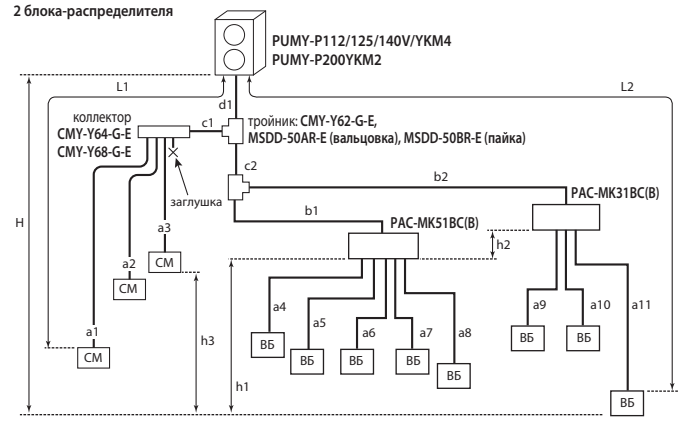 2 блока-распределителя
PUMY-P112/125/140V/YKM4
PUMY-P200YKM2
L1
L2
d1
коллектор
CMY-Y64-G-E
CMY-Y68-G-E
c1
тройник: CMY-Y62-G-E,
MSDD-50AR-E (вальцовка), MSDD-50BR-E (пайка)
c2
b2
заглушка
PAC-MK31BC(B)
H
b1
PAC-MK51BC(B)
a3
h2
a2
СМ
СМ
a1
h3
a4
a5
a6
a7
a8
a9
a10
a11
СМ
ВБ
ВБ
ВБ
ВБ
ВБ
ВБ
ВБ
h1
ВБ